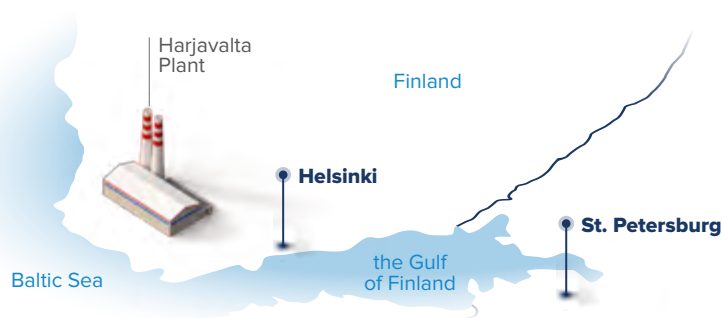 Harjavalta
Plant
Finland
Helsinki
St. Petersburg
the Gulf
of Finland
Baltic Sea